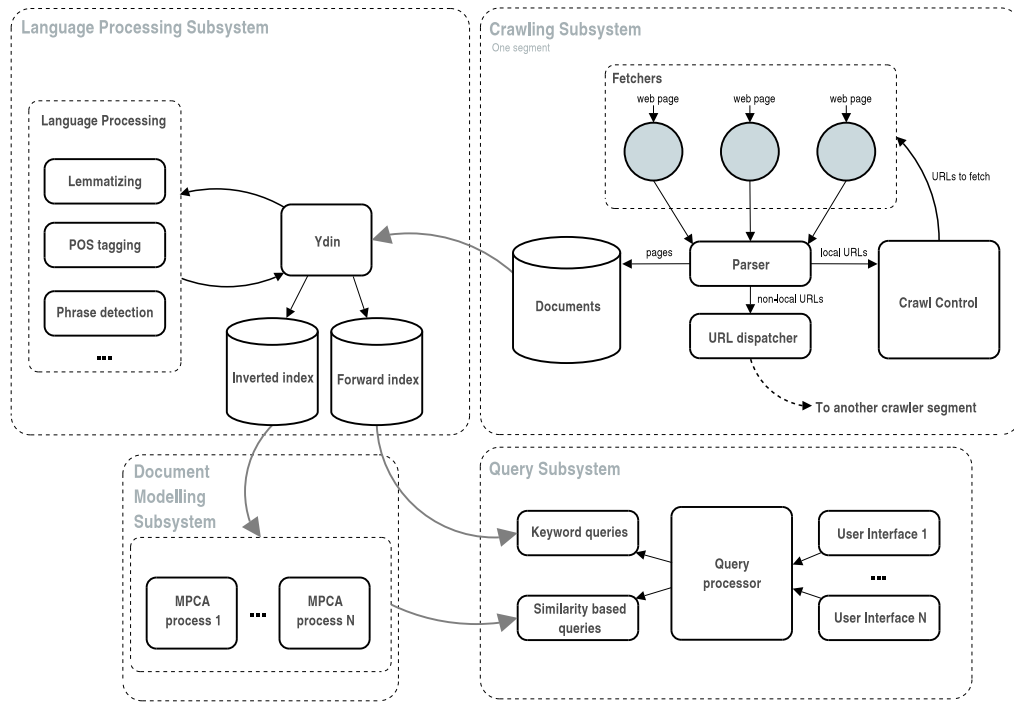 Language Processing Subsystem
Language Processing
Lemmatizing
POS tagging
Phrase detection
...
Ydin
Inverted index
Forward index
Crawling Subsystem
One segment
Fetchers
web page
web page
web page
URLs to fetch
Documents
pages
Parser
local URLs
Crawl Control
non-local URLs
URL dispatcher
To another crawler segment
Document
Modelling
Subsystem
MPCA
process 1
...
MPCA
process N
Query Subsystem
Keyword queries
Similarity based
queries
Query
processor
User Interface 1
...
User Interface N